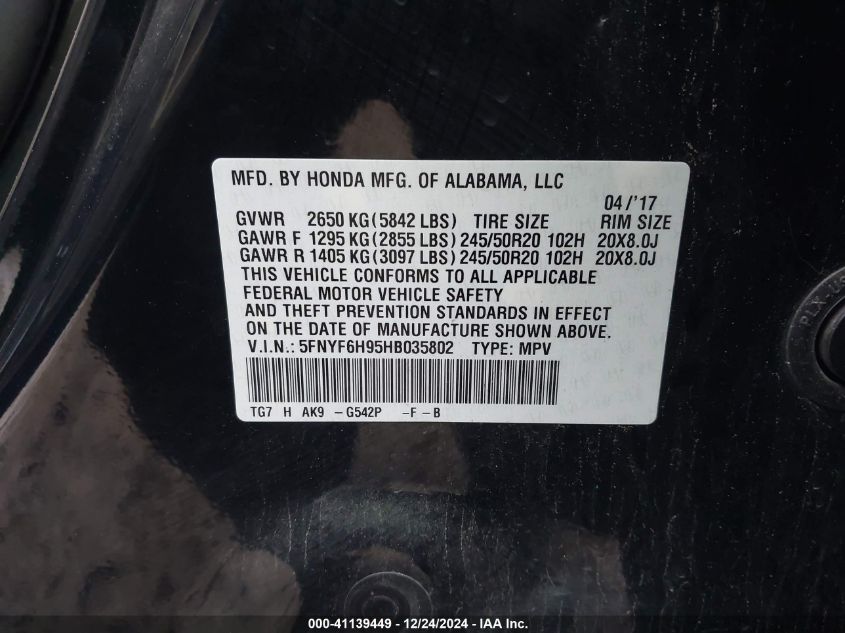 MFD. BY HONDA MFG. OF ALABAMA, LLC
04/'17
GVWR 2650 KG(5842 LBS) TIRE SIZE RIM SIZE
GAWR F 1295 KG(2855 LBS)245/50R20 102H 20X8.0J
GAWR R 1405 KG(3097 LBS)245/50R20 102H 20X8.0J
THIS VEHICLE CONFORMS TO ALL APPLICABLE
FEDERAL MOTOR VEHICLE SAFETY
AND THEFT PREVENTION STANDARDS IN EFFECT
ON THE DATE OF MANUFACTURE SHOWN ABOVE.
V.I.N.: 5FNYF6H95HB035802 TYPE: MPV
TG7 H AK9 -G542P -F-B
PLX
000-41139449 - 12/24/2024 - IAA Inc.